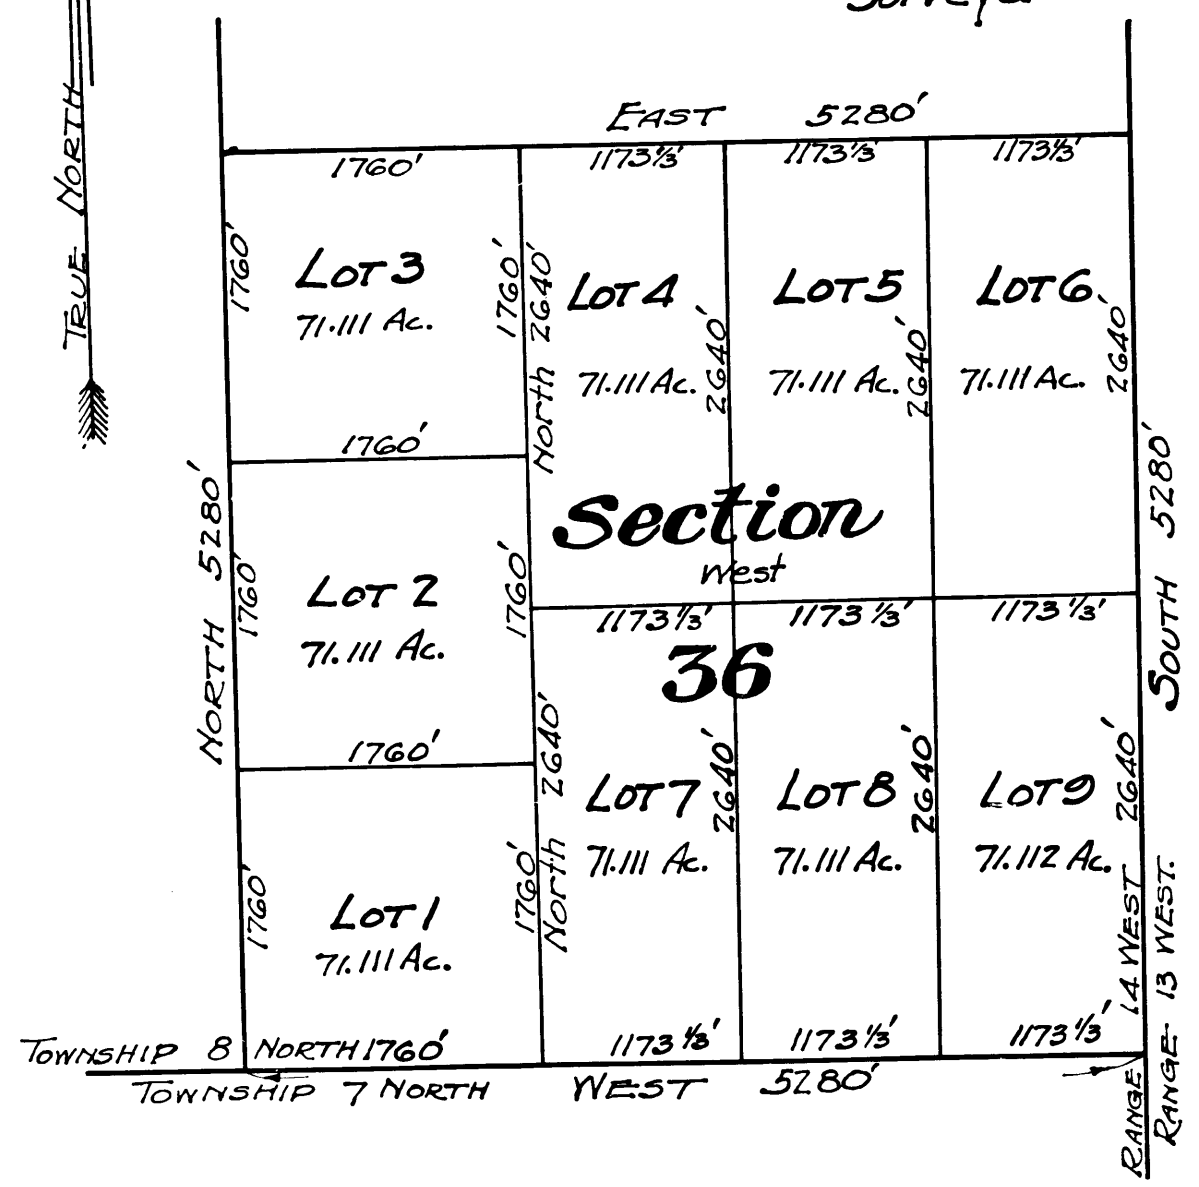 Surveyor
TRUE NORTH
EAST 5280'
1760'
1173⅓'
1173⅓'
1173⅓'
1760'
LOT 3
71.111 Ac.
1760'
North 2640'
LOT 4
71.111 Ac.
2640'
LOT 5
71.111 Ac.
2640'
LOT 6
71.111 Ac.
2640'
1760'
NORTH 5280'
SOUTH 5280'
Section
West
36
1760'
LOT 2
71.111 Ac.
1760'
1173⅓'
1173⅓'
1173⅓'
1760'
North 2640'
LOT 7
71.111 Ac.
2640'
LOT 8
71.111 Ac.
2640'
LOT 9
71.112 Ac.
2640'
1760'
LOT 1
71.111 Ac.
1760'
TOWNSHIP 8 NORTH 1760'
1173⅓'
1173⅓'
1173⅓'
TOWNSHIP 7 NORTH
WEST 5280'
RANGE 14 WEST
RANGE 13 WEST.